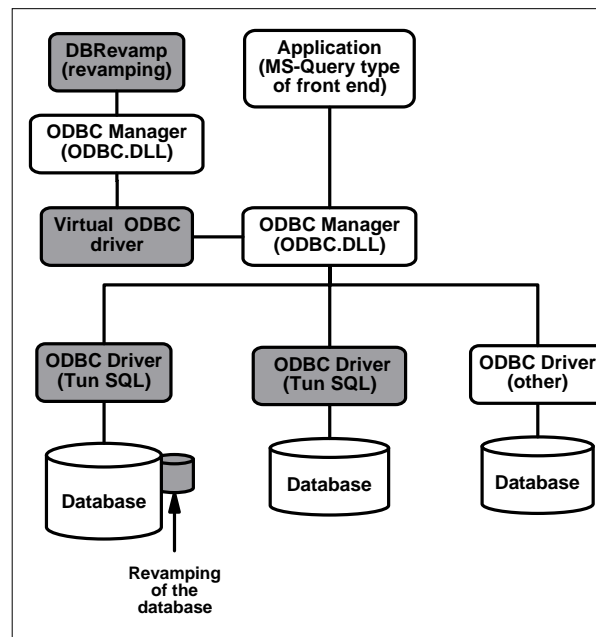 DBRevamp
(revamping)
Application
(MS-Query type
of front end)
ODBC Manager
(ODBC.DLL)
Virtual ODBC
driver
ODBC Manager
(ODBC.DLL)
ODBC Driver
(Tun SQL)
ODBC Driver
(Tun SQL)
ODBC Driver
(other)
Database
Database
Database
Revamping
of the
database